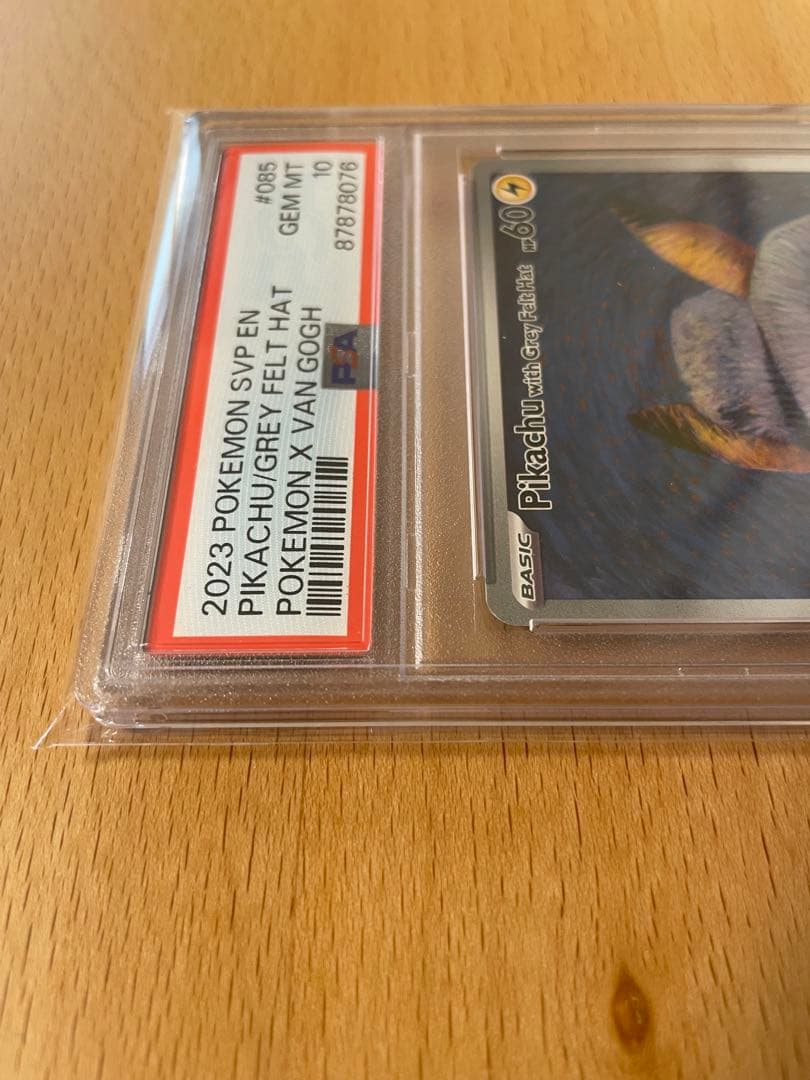 2023 POKEMON SVP EN #085
PIKACHU/GREY FELT HAT GEM MT
POKEMON X VAN GOGH 10
87878076
PSA
BASIC
Pikachu with Grey Felt Hat HP 60